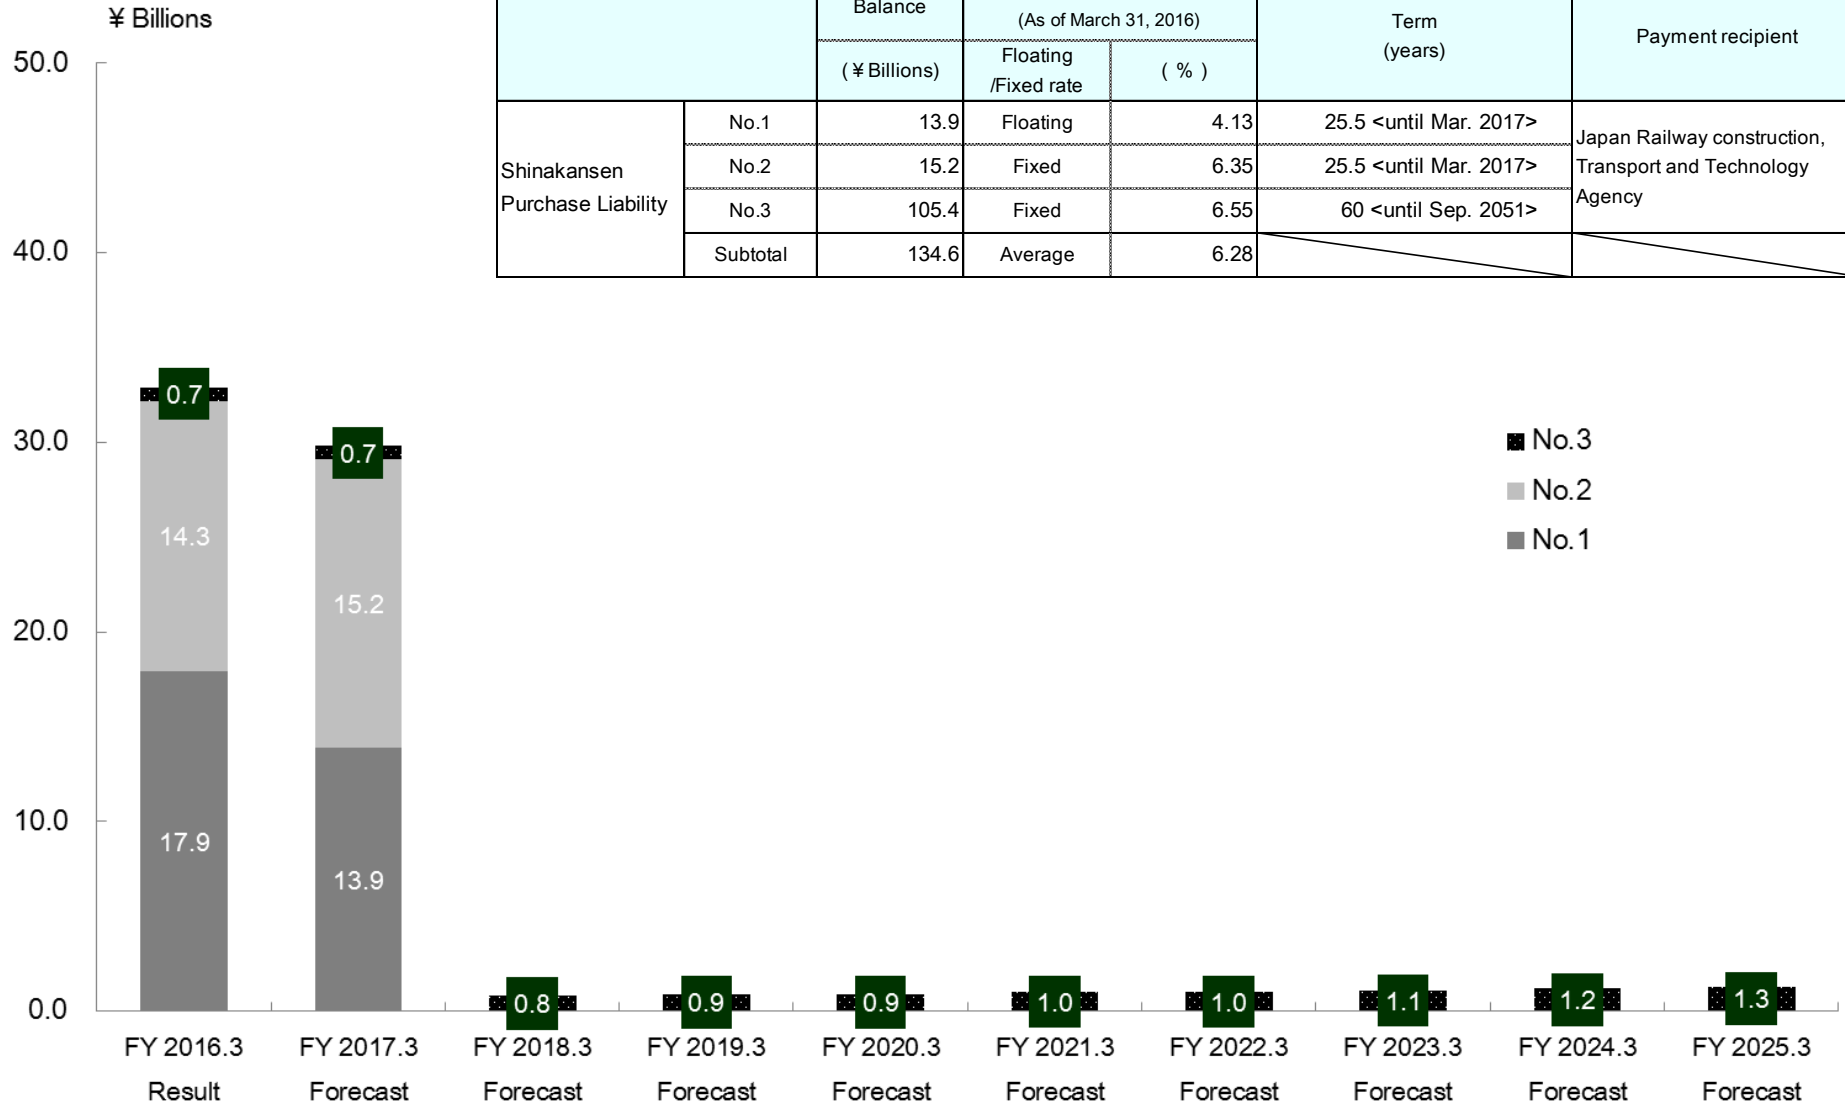 ¥ Billions
Balance
(As of March 31, 2016)
Term
(years)
Payment recipient
(¥Billions)
Floating
/Fixed rate
( % )
Shinakansen
Purchase Liability
No.1 13.9 Floating 4.13 25.5 <until Mar. 2017>
No.2 15.2 Fixed 6.35 25.5 <until Mar. 2017>
No.3 105.4 Fixed 6.55 60 <until Sep. 2051>
Japan Railway construction,
Transport and Technology
Agency
Subtotal 134.6 Average 6.28
50.0
40.0
30.0
20.0
10.0
0.0
0.7
14.3
17.9
0.7
15.2
13.9
0.8
0.9
0.9
1.0
1.0
1.1
1.2
1.3
No.3
No.2
No.1
FY 2016.3 FY 2017.3 FY 2018.3 FY 2019.3 FY 2020.3 FY 2021.3 FY 2022.3 FY 2023.3 FY 2024.3 FY 2025.3
Result Forecast Forecast Forecast Forecast Forecast Forecast Forecast Forecast Forecast